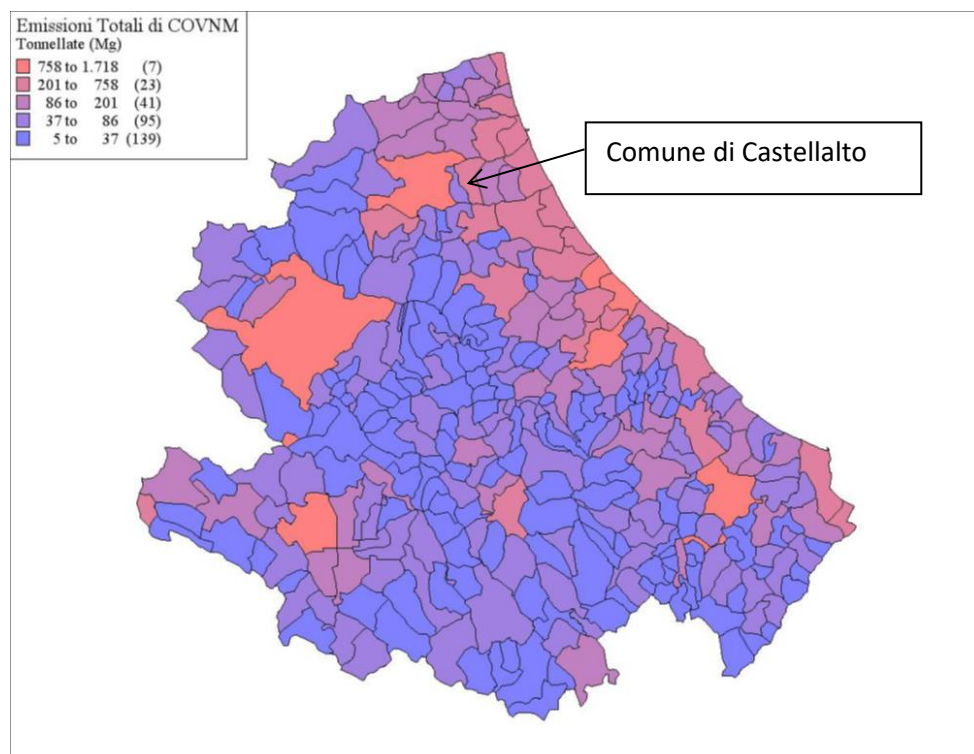 Emissioni Totali di COVNM
Tonnellate (Mg)
758 to 1.718 (7)
201 to 758 (23)
86 to 201 (41)
37 to 86 (95)
5 to 37 (139)
Comune di Castellalto